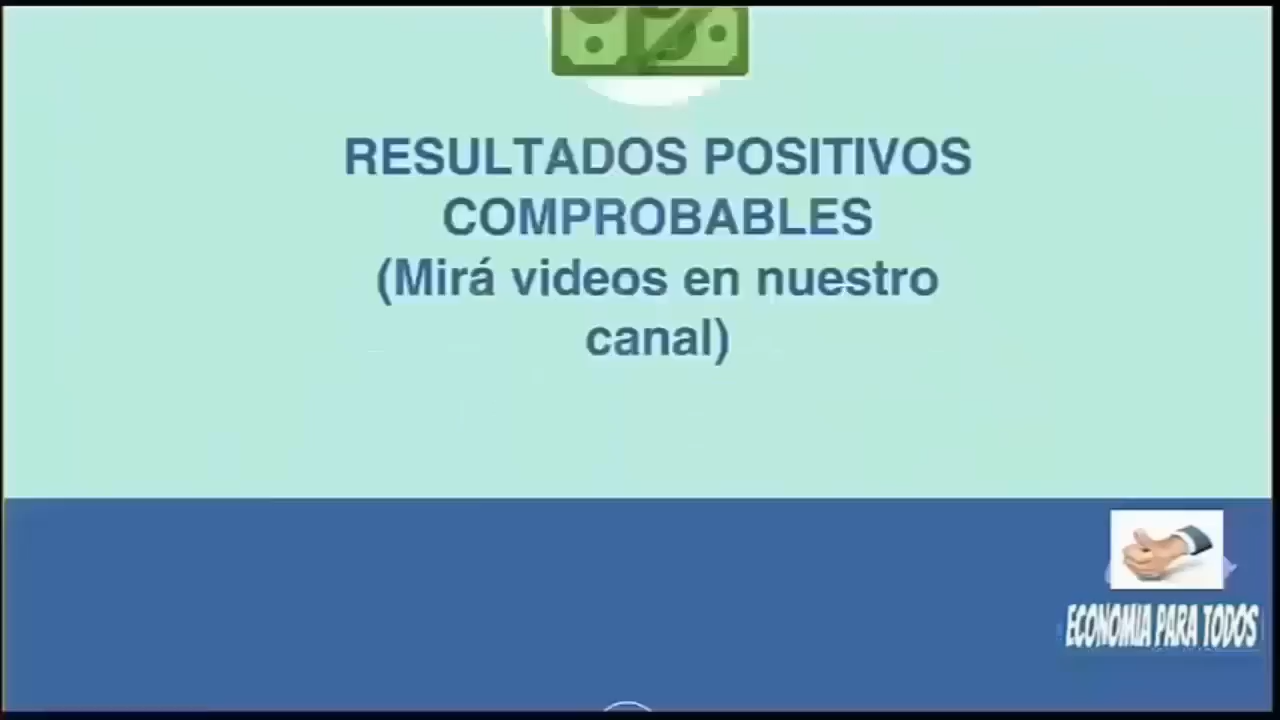 RESULTADOS POSITIVOS
COMPROBABLES
(Mirá videos en nuestro
canal)
ECONOMIA PARA TODOS